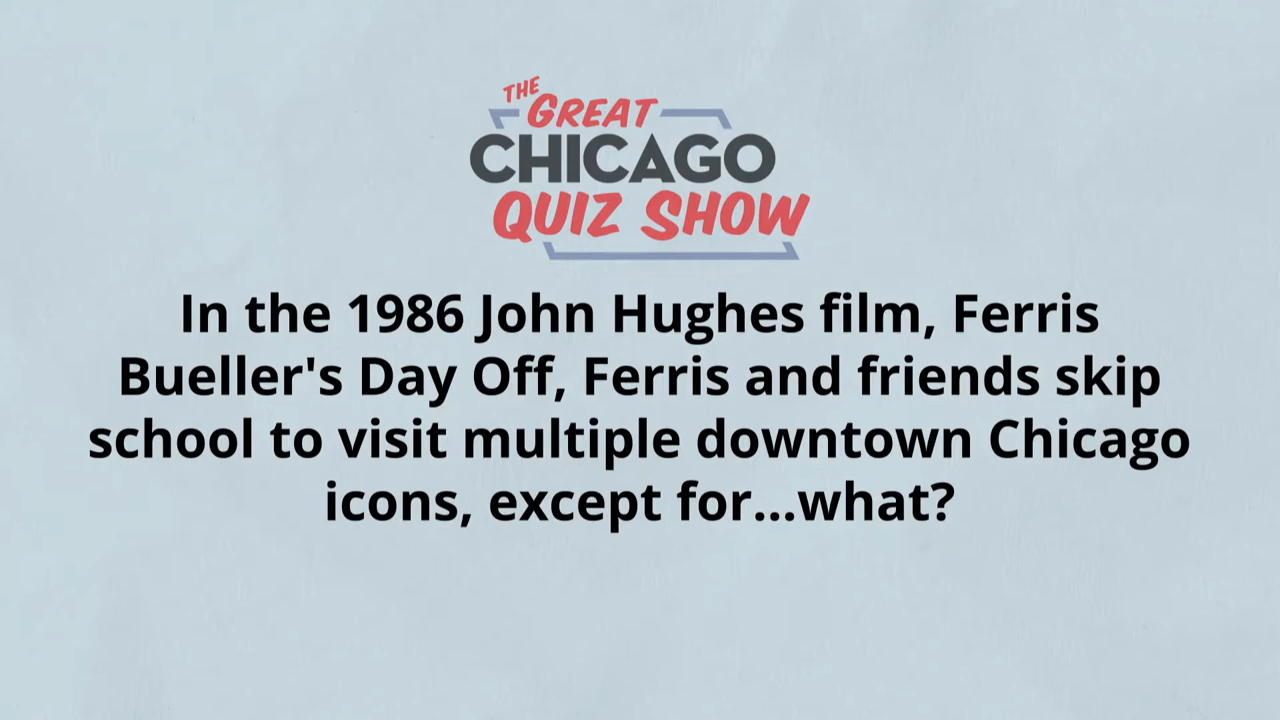 THE
GREAT
CHICAGO
QUIZ SHOW
In the 1986 John Hughes film, Ferris
Bueller's Day Off, Ferris and friends skip
school to visit multiple downtown Chicago
icons, except for...what?